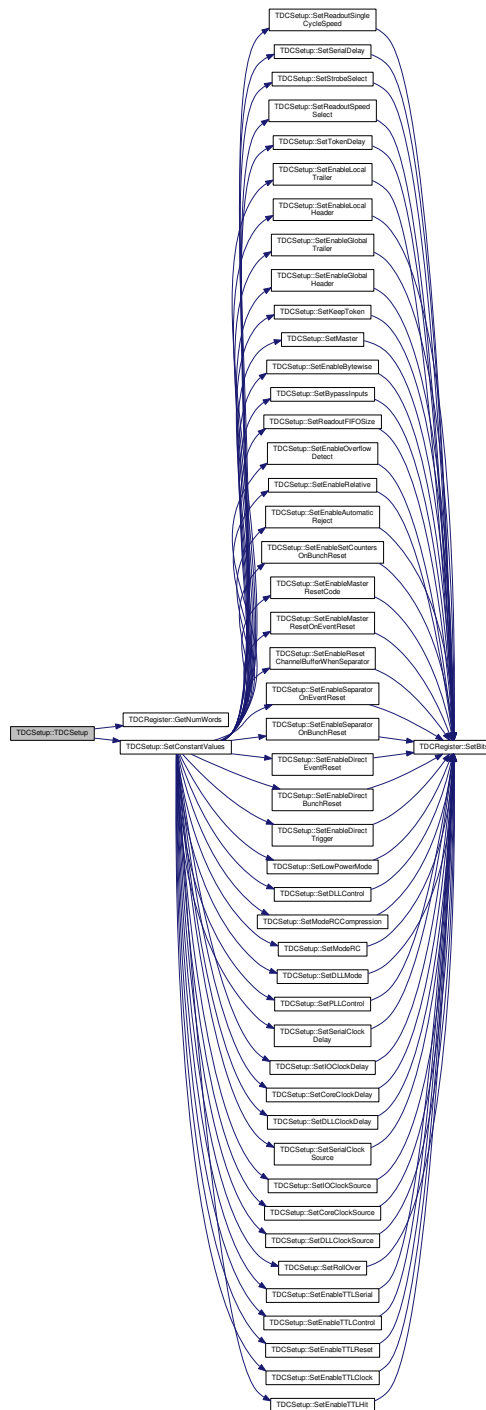 TDCSetup::SetReadoutSingle
CycleSpeed
TDCSetup::SetSerialDelay
TDCSetup::SetStrobeSelect
TDCSetup::SetReadoutSpeed
Select
TDCSetup::SetTokenDelay
TDCSetup::SetEnableLocal
Trailer
TDCSetup::SetEnableLocal
Header
TDCSetup::SetEnableGlobal
Trailer
TDCSetup::SetEnableGlobal
Header
TDCSetup::SetKeepToken
TDCSetup::SetMaster
TDCSetup::SetEnableBytewise
TDCSetup::SetBypassInputs
TDCSetup::SetReadoutFIFOSize
TDCSetup::SetEnableOverflow
Detect
TDCSetup::SetEnableRelative
TDCSetup::SetEnableAutomatic
Reject
TDCSetup::SetEnableSetCounters
OnBunchReset
TDCSetup::SetEnableMaster
ResetCode
TDCSetup::SetEnableMaster
ResetOnEventReset
TDCSetup::SetEnableReset
ChannelBufferWhenSeparator
TDCSetup::SetEnableSeparator
OnEventReset
TDCRegister::GetNumWords
TDCSetup::SetEnableSeparator
OnBunchReset
TDCSetup::TDCSetup
TDCSetup::SetConstantValues
TDCRegister::SetBits
TDCSetup::SetEnableDirect
EventReset
TDCSetup::SetEnableDirect
BunchReset
TDCSetup::SetEnableDirect
Trigger
TDCSetup::SetLowPowerMode
TDCSetup::SetDLLControl
TDCSetup::SetModeRCCompression
TDCSetup::SetModeRC
TDCSetup::SetDLLMode
TDCSetup::SetPLLControl
TDCSetup::SetSerialClock
Delay
TDCSetup::SetIOClockDelay
TDCSetup::SetCoreClockDelay
TDCSetup::SetDLLClockDelay
TDCSetup::SetSerialClock
Source
TDCSetup::SetIOClockSource
TDCSetup::SetCoreClockSource
TDCSetup::SetDLLClockSource
TDCSetup::SetRollOver
TDCSetup::SetEnableTTLSerial
TDCSetup::SetEnableTTLControl
TDCSetup::SetEnableTTLReset
TDCSetup::SetEnableTTLClock
TDCSetup::SetEnableTTLHit